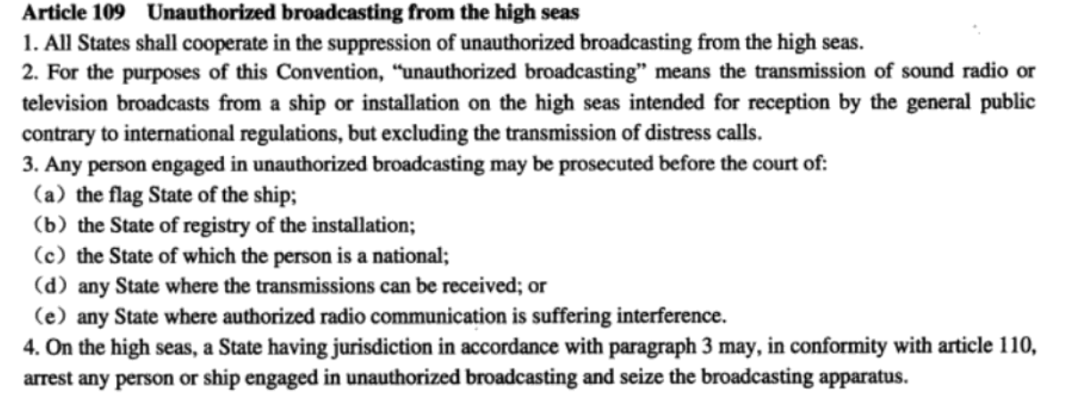 Article 109 Unauthorized broadcasting from the high seas
1. All States shall cooperate in the suppression of unauthorized broadcasting from the high seas.
2. For the purposes of this Convention, “unauthorized broadcasting” means the transmission of sound radio or
television broadcasts from a ship or installation on the high seas intended for reception by the general public
contrary to international regulations, but excluding the transmission of distress calls.
3. Any person engaged in unauthorized broadcasting may be prosecuted before the court of:
(a) the flag State of the ship;
(b) the State of registry of the installation;
(c) the State of which the person is a national;
(d) any State where the transmissions can be received; or
(e) any State where authorized radio communication is suffering interference.
4. On the high seas, a State having jurisdiction in accordance with paragraph 3 may, in conformity with article 110,
arrest any person or ship engaged in unauthorized broadcasting and seize the broadcasting apparatus.